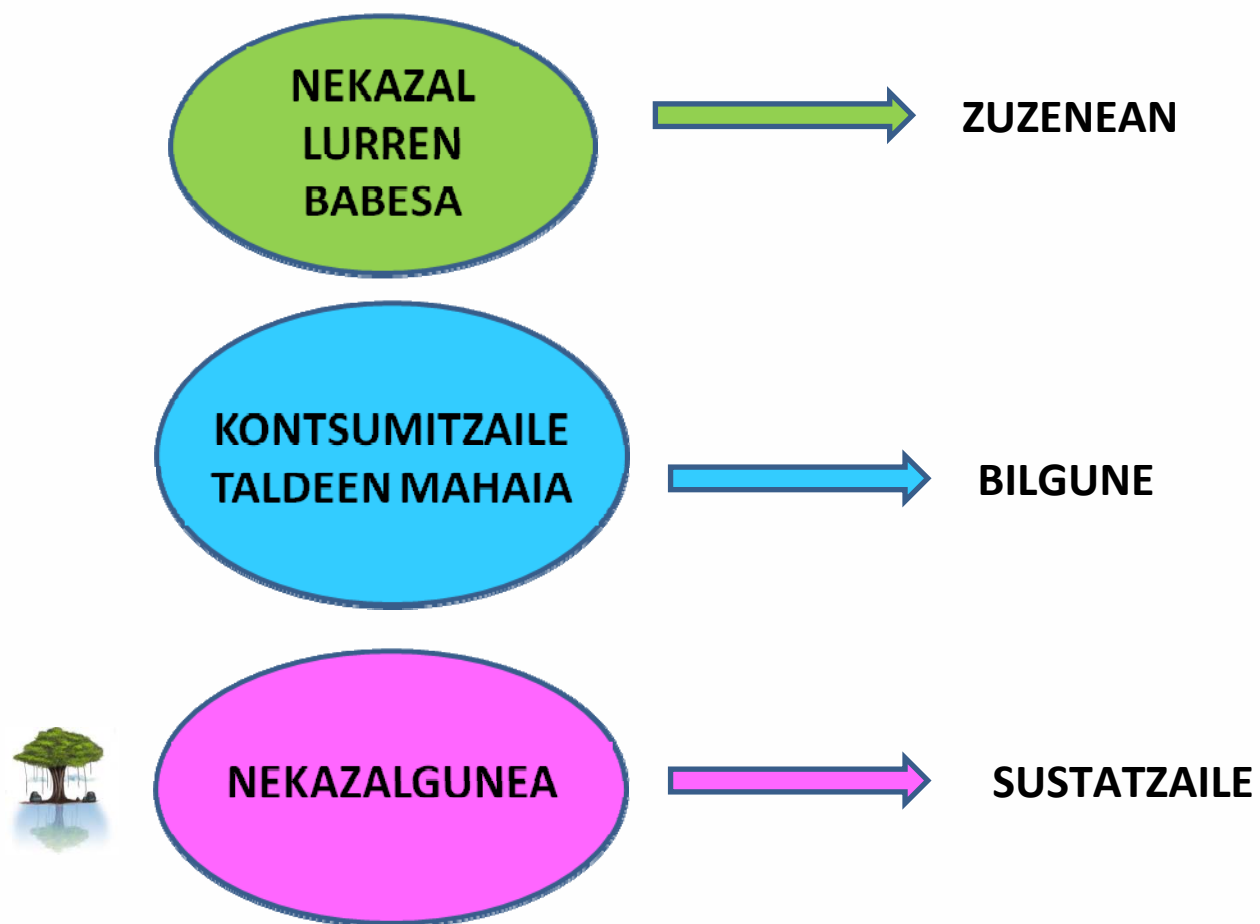 NEKAZAL
LURREN
BABESA
ZUZENEAN
KONTSUMITZAILE
TALDEEN MAHAIA
BILGUNE
NEKAZALGUNEA
SUSTATZAILE